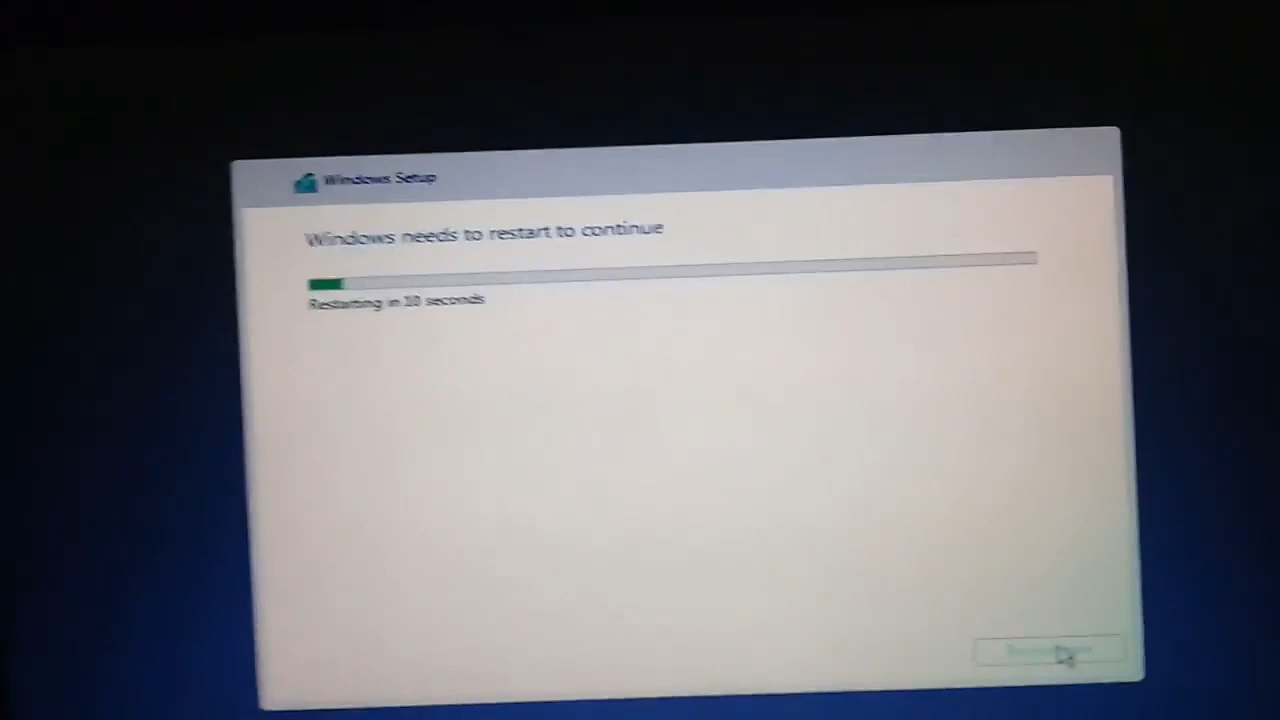 Windows Setup
Windows needs to restart to continue
Restarting in 10 seconds